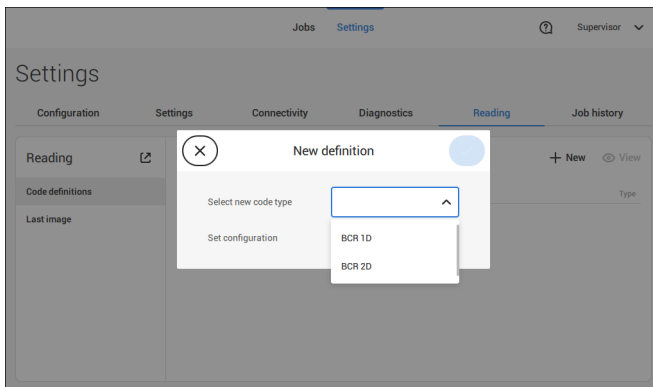 Jobs Settings Supervisor
Settings
Configuration Settings Connectivity Diagnostics Reading Job history
Reading New definition New View
Code definitions Select new code type Type
Last image
Set configuration BCR 1D
BCR 2D